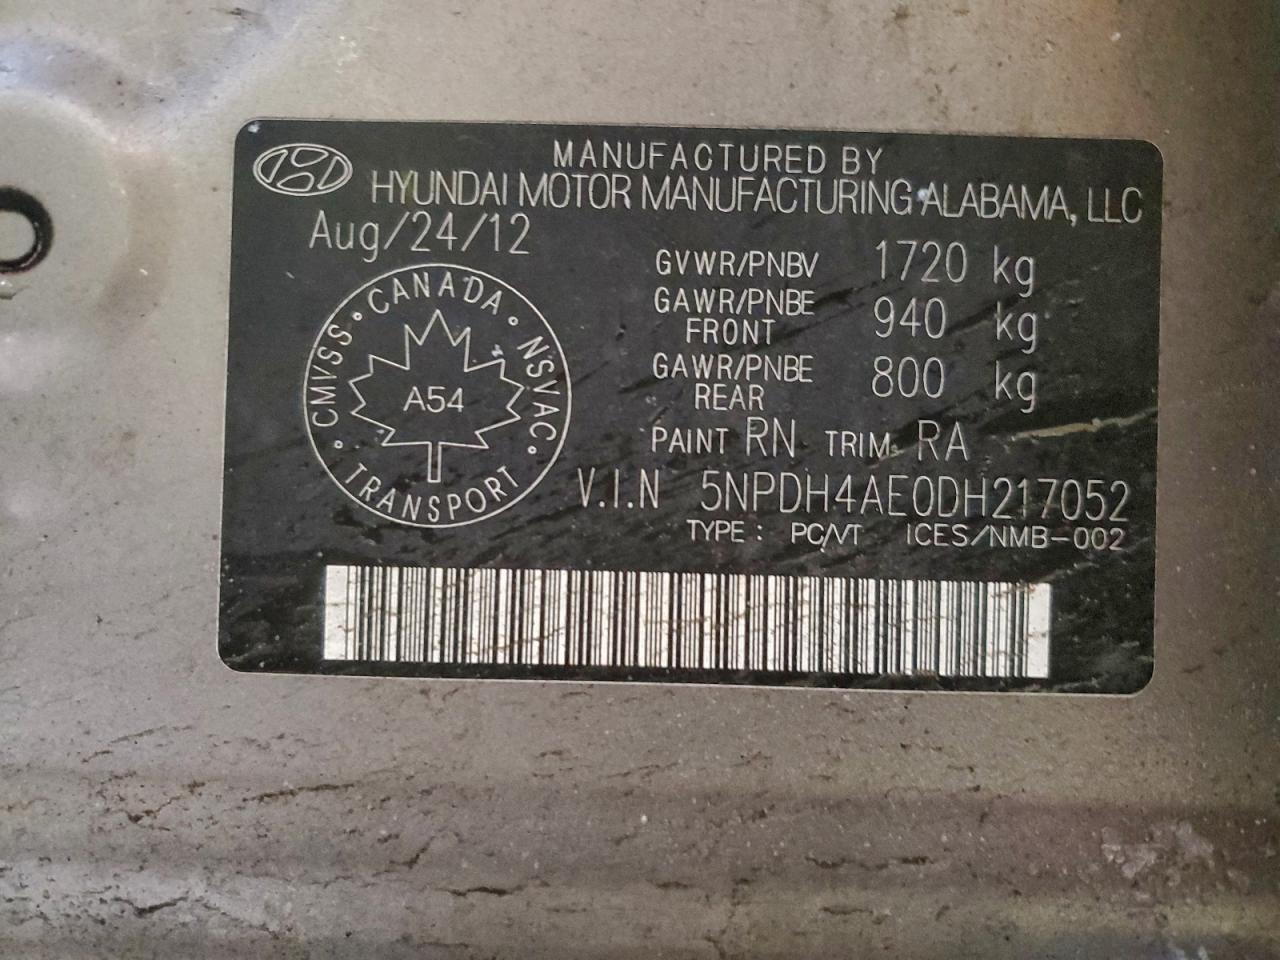 MANUFACTURED BY
HYUNDAI MOTOR MANUFACTURING ALABAMA, LLC
Aug/24/12
GVWR/PNBV 1720 kg
GAWR/PNBE FRONT 940 kg
GAWR/PNBE REAR 800 kg
CMVSS • CANADA • NSVAC • TRANSPORT •
A54
PAINT RN TRIM RA
V.I.N 5NPDH4AE0DH217052
TYPE : PC/VT ICES/NMB-002